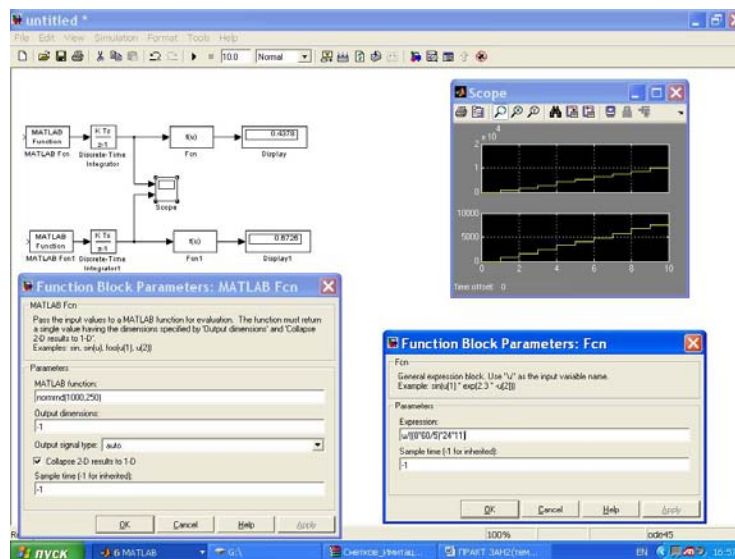 untitled *
File Edit View Simulation Format Tools Help
10.0 Normal
MATLAB Function
MATLAB Fcn
K Ts
z-1
Discrete-Time Integrator
f(u)
Fcn
0.4378
Display
Scope
MATLAB Function
MATLAB Fcn1
K Ts
z-1
Discrete-Time Integrator1
f(u)
Fcn1
0.6726
Display1
Scope
x 10
4
2
1
0
10000
5000
0
0 2 4 6 8 10
Time offset: 0
Function Block Parameters: MATLAB Fcn
MATLAB Fcn
Pass the input values to a MATLAB function for evaluation. The function must return
a single value having the dimensions specified by 'Output dimensions' and 'Collapse
2-D results to 1-D'.
Examples: sin, sin(u), foo(u(1), u(2))
Parameters
MATLAB function:
normrnd(1000,250)
Output dimensions:
-1
Output signal type: auto
Collapse 2-D results to 1-D
Sample time (-1 for inherited):
-1
OK Cancel Help Apply
Function Block Parameters: Fcn
Fcn
General expression block. Use "u" as the input variable name.
Example: sin(u(1) * exp(2.3 * -u(2)))
Parameters
Expression:
u/((8*60/5)*24*11)
Sample time (-1 for inherited):
-1
OK Cancel Help Apply
100% ode45
пуск 6 MATLAB G:\ ПРАКТ ЗАН2(тем... EN 16:57